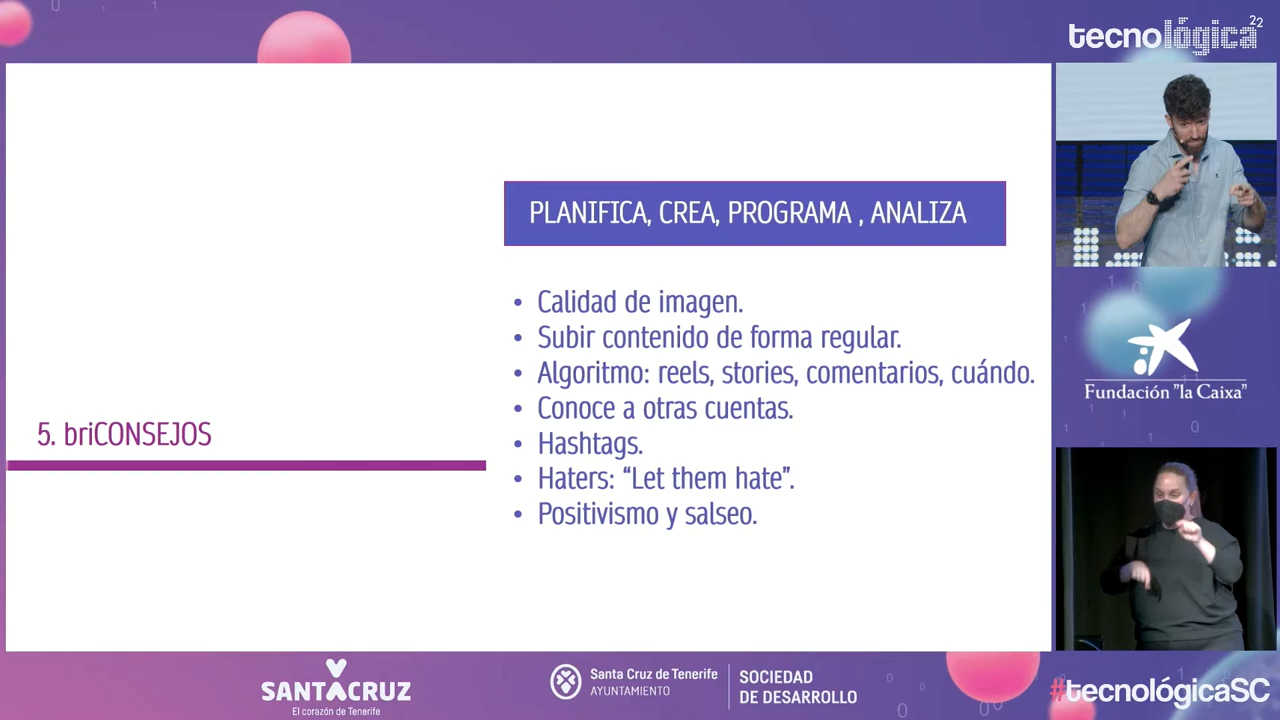 tecnológica22
5. briCONSEJOS
PLANIFICA, CREA, PROGRAMA , ANALIZA
• Calidad de imagen.
• Subir contenido de forma regular.
• Algoritmo: reels, stories, comentarios, cuándo.
• Conoce a otras cuentas.
• Hashtags.
• Haters: “Let them hate”.
• Positivismo y salseo.
Fundación "la Caixa"
SANTACRUZ
El corazón de Tenerife
Santa Cruz de Tenerife
AYUNTAMIENTO
SOCIEDAD
DE DESARROLLO
#tecnológicaSC